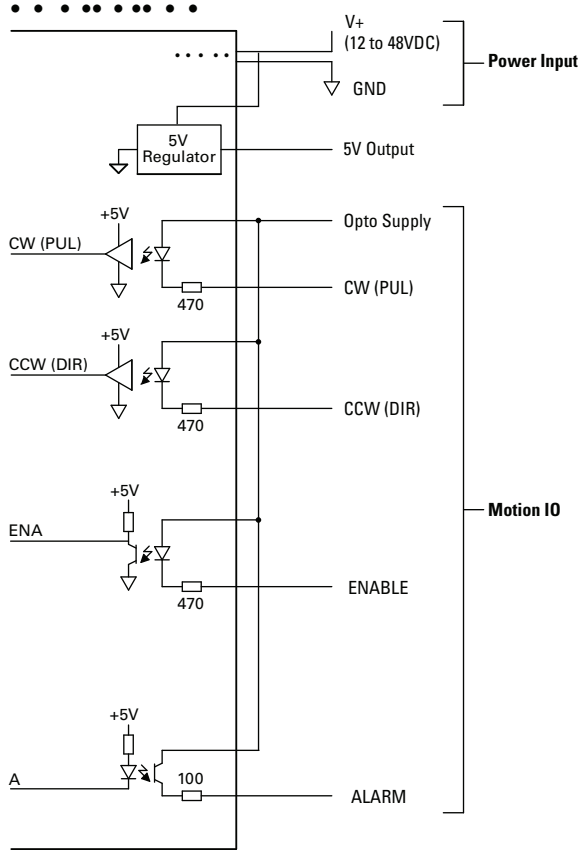 V+
(12 to 48VDC)
Power Input
GND
5V
Regulator
5V Output
+5V
Opto Supply
CW (PUL)
CW (PUL)
470
+5V
CCW (DIR)
CCW (DIR)
470
+5V
Motion IO
ENA
ENABLE
470
+5V
A
100
ALARM